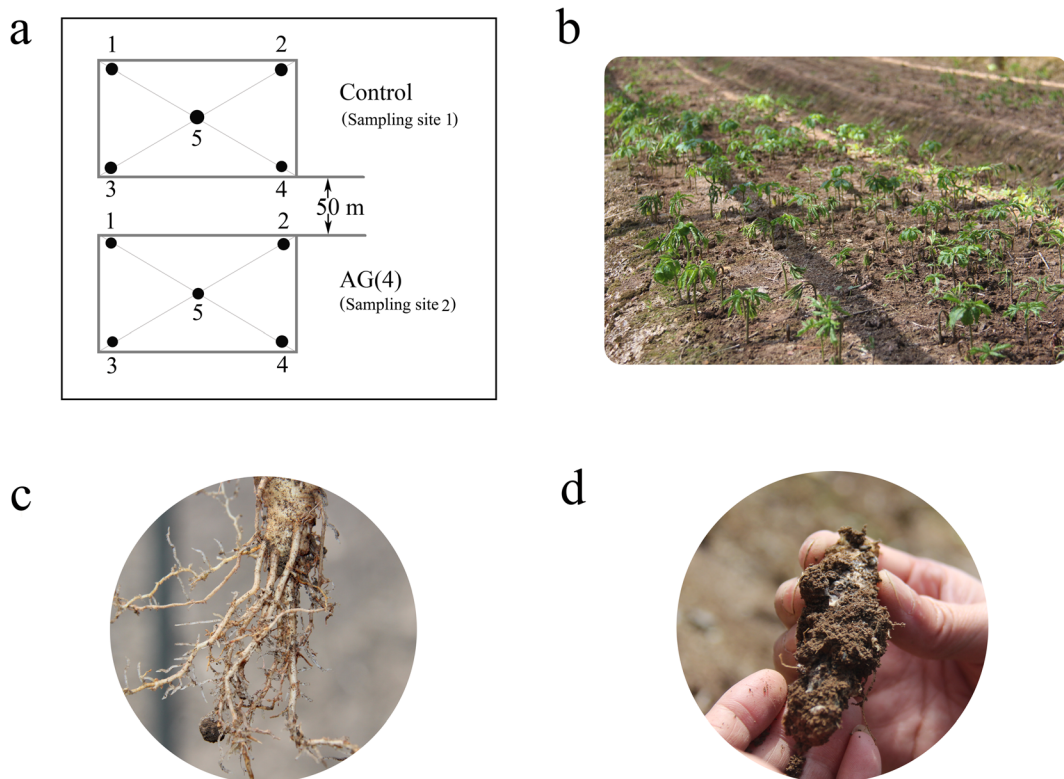 a
1
2
Control
(Sampling site 1)
5
3
4
50 m
1
2
AG(4)
(Sampling site 2)
5
3
4
b
c
d